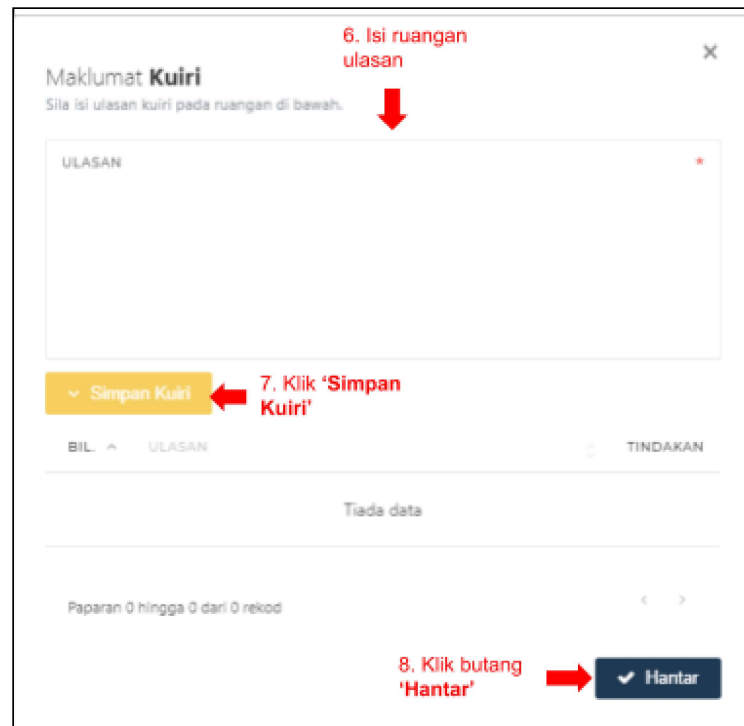 6. Isi ruangan
ulasan
×
Maklumat Kuiri
Sila isi ulasan kuiri pada ruangan di bawah.
ULASAN *
Simpan Kuiri
7. Klik ‘Simpan
Kuiri’
BIL. ULASAN TINDAKAN
Tiada data
Paparan 0 hingga 0 dari 0 rekod
< >
8. Klik butang
‘Hantar’
Hantar